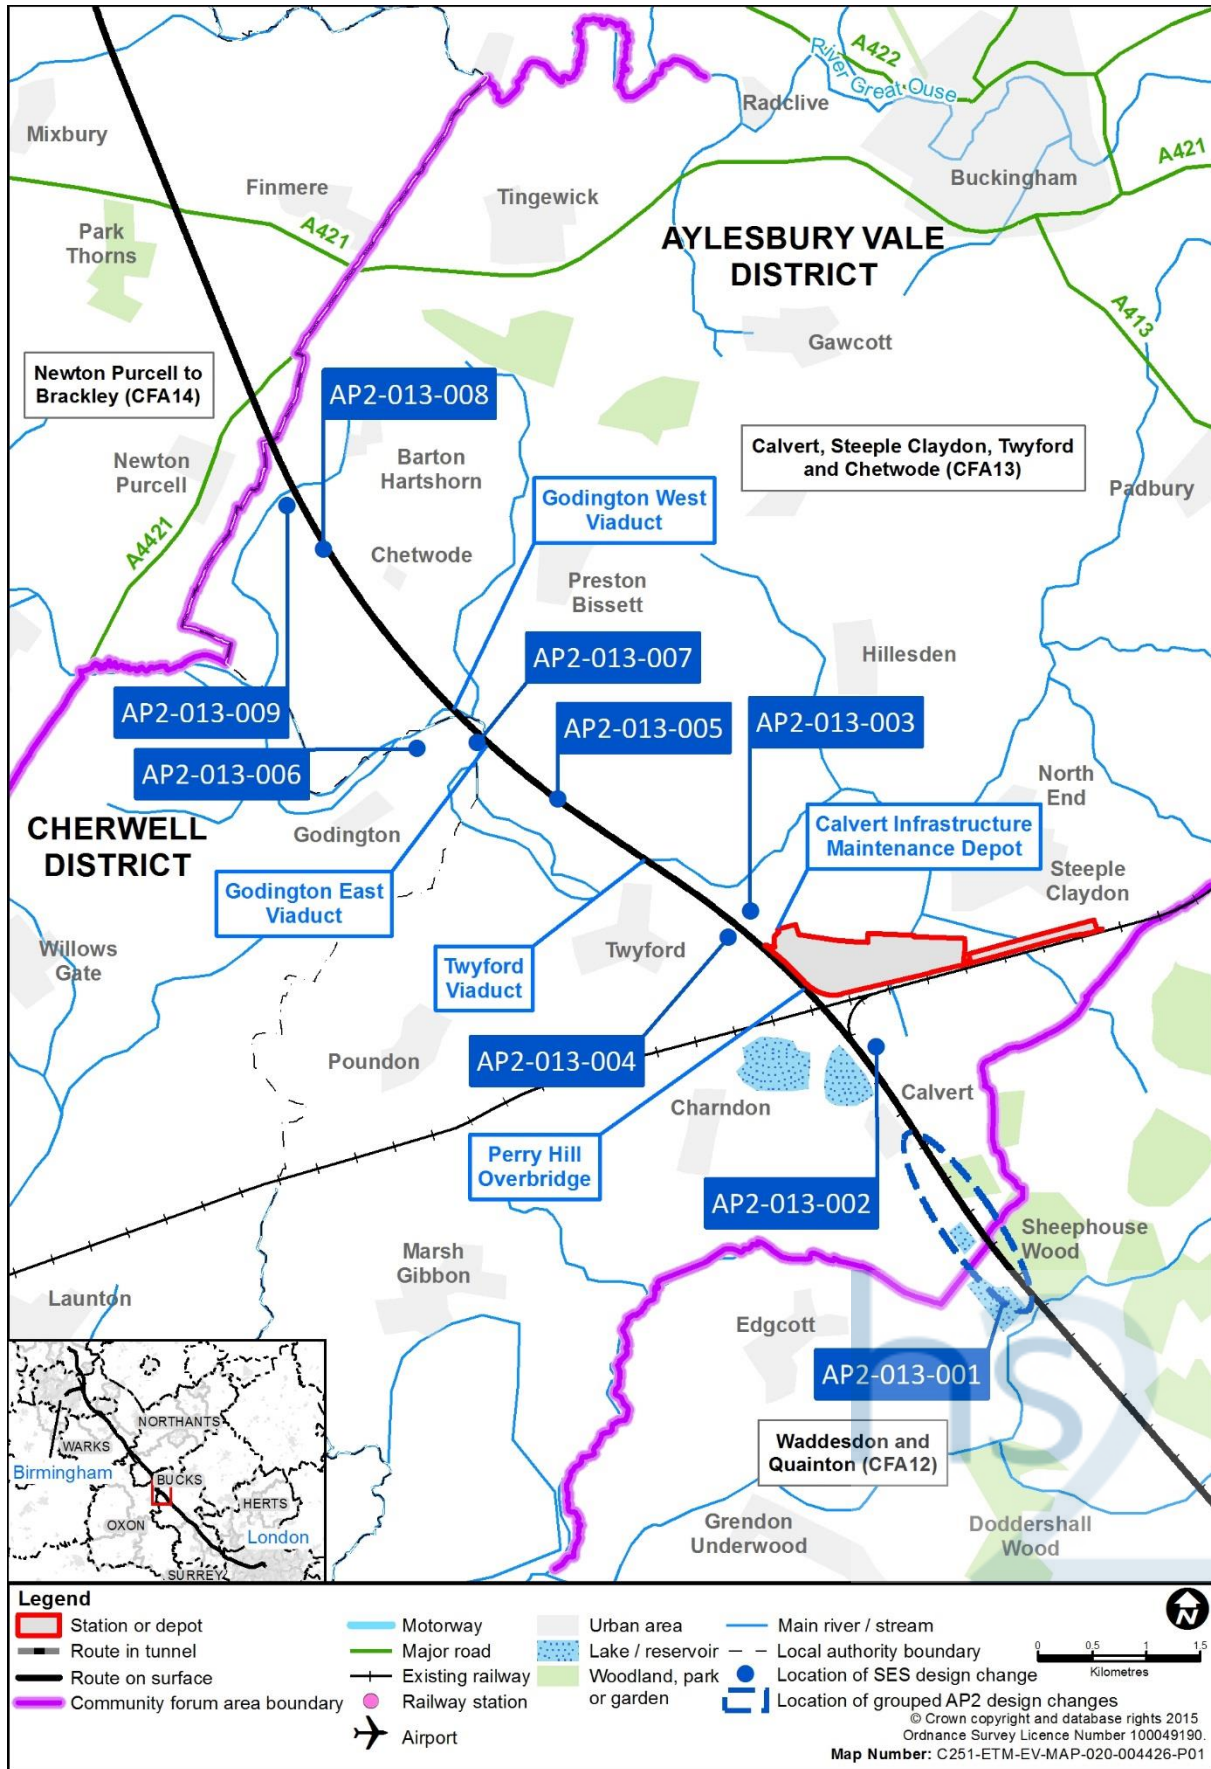 A422
River Great Ouse
Radclive
Mixbury
A421
Buckingham
Finmere
Tingewick
Park
Thorns
A421
AYLESBURY VALE
DISTRICT
A413
Gawcott
Newton Purcell to
Brackley (CFA14)
AP2-013-008
Calvert, Steeple Claydon, Twyford
and Chetwode (CFA13)
Barton
Hartshorn
Newton
Purcell
Padbury
Godington West
Viaduct
A4421
Chetwode
Preston
Bissett
AP2-013-007
Hillesden
AP2-013-009
AP2-013-005
AP2-013-003
AP2-013-006
North
End
CHERWELL
DISTRICT
Godington
Calvert Infrastructure
Maintenance Depot
Steeple
Claydon
Godington East
Viaduct
Willows
Gate
Twyford
Twyford
Viaduct
AP2-013-004
Poundon
Charndon
Calvert
Perry Hill
Overbridge
AP2-013-002
Sheephouse
Wood
Marsh
Gibbon
Launton
Edgcott
AP2-013-001
hs2
Waddesdon and
Quainton (CFA12)
Grendon
Underwood
Doddershall
Wood
NORTHANTS
WARKS
Birmingham
BUCKS
HERTS
OXON
London
SURREY
Legend
Station or depot
Route in tunnel
Route on surface
Community forum area boundary
Motorway
Major road
Existing railway
Railway station
Airport
Urban area
Lake / reservoir
Woodland, park
or garden
Main river / stream
Local authority boundary
Location of SES design change
Location of grouped AP2 design changes
N
0 0.5 1 1.5
Kilometres
© Crown copyright and database rights 2015
Ordnance Survey Licence Number 100049190.
Map Number: C251-ETM-EV-MAP-020-004426-P01